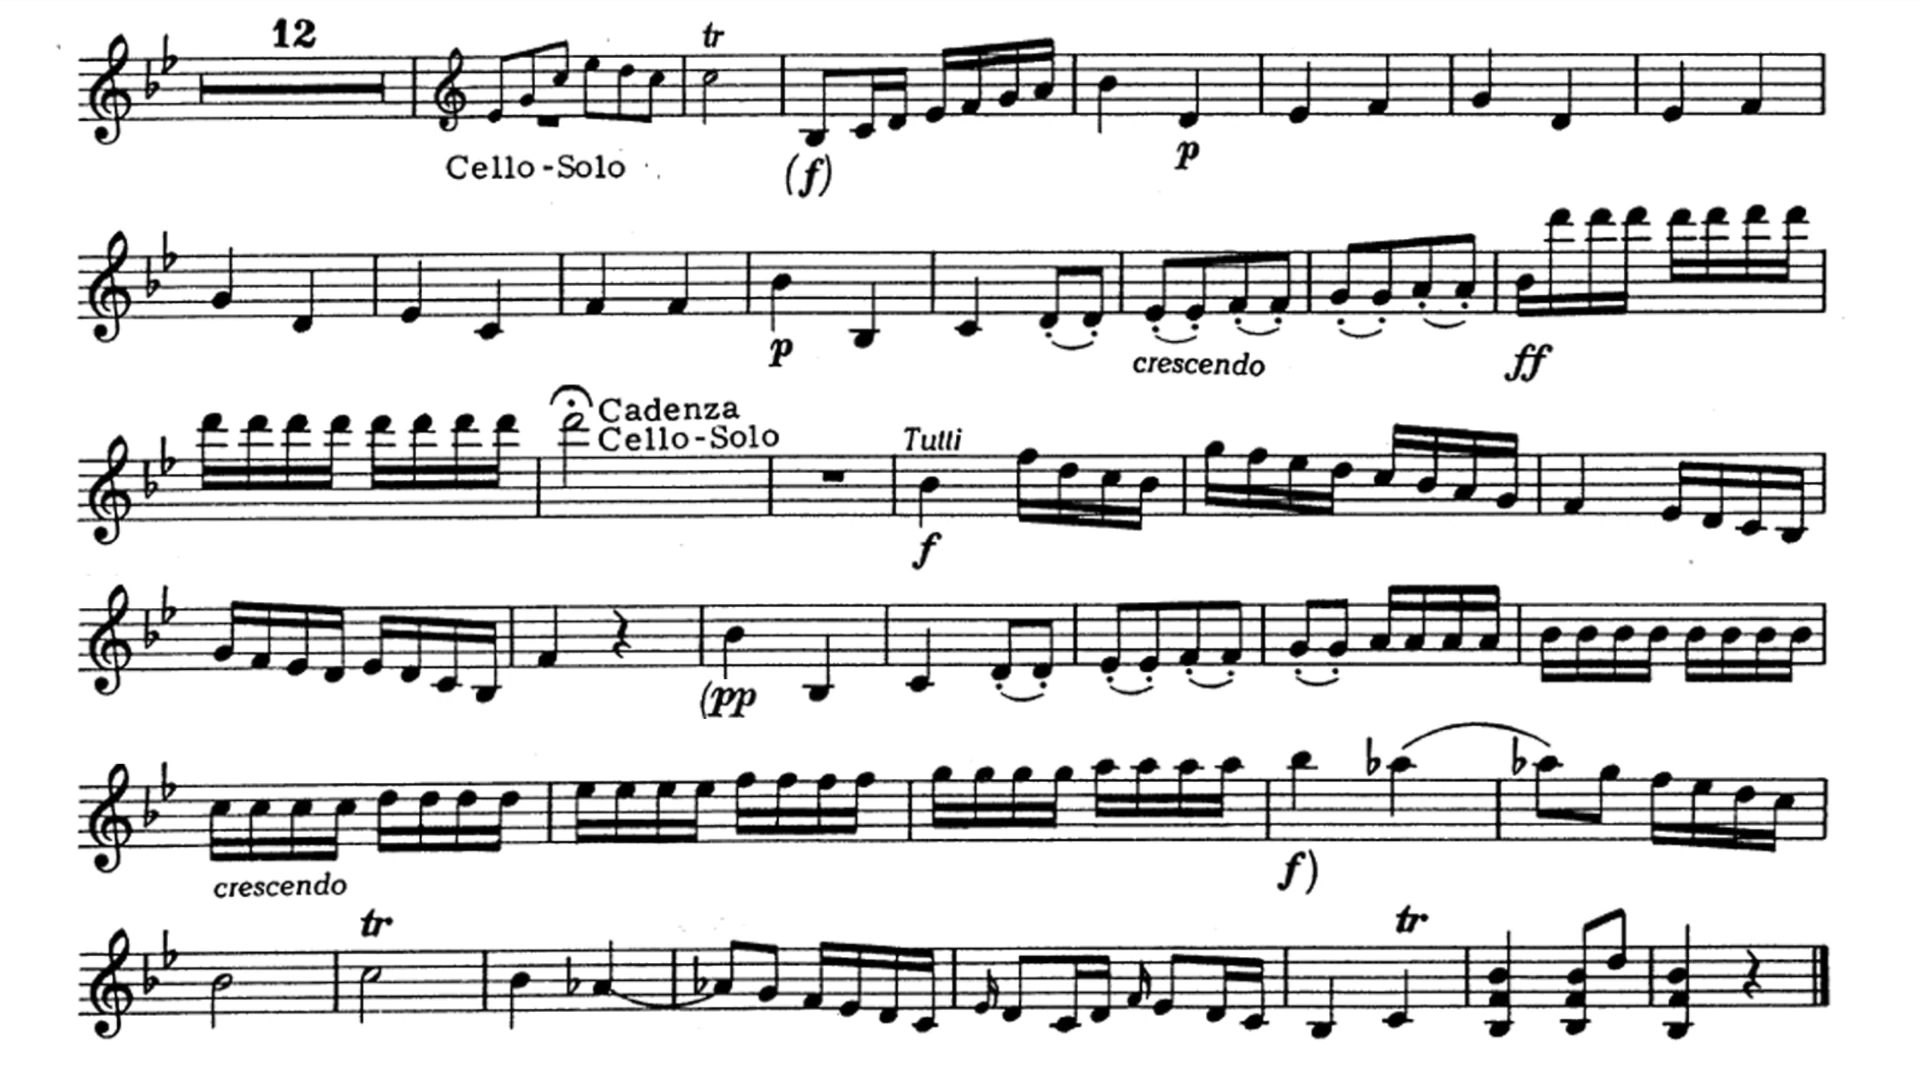 12 tr
Cello-Solo (f) p
p crescendo ff
Cadenza
Cello-Solo Tutti
f
(pp
crescendo f)
tr tr